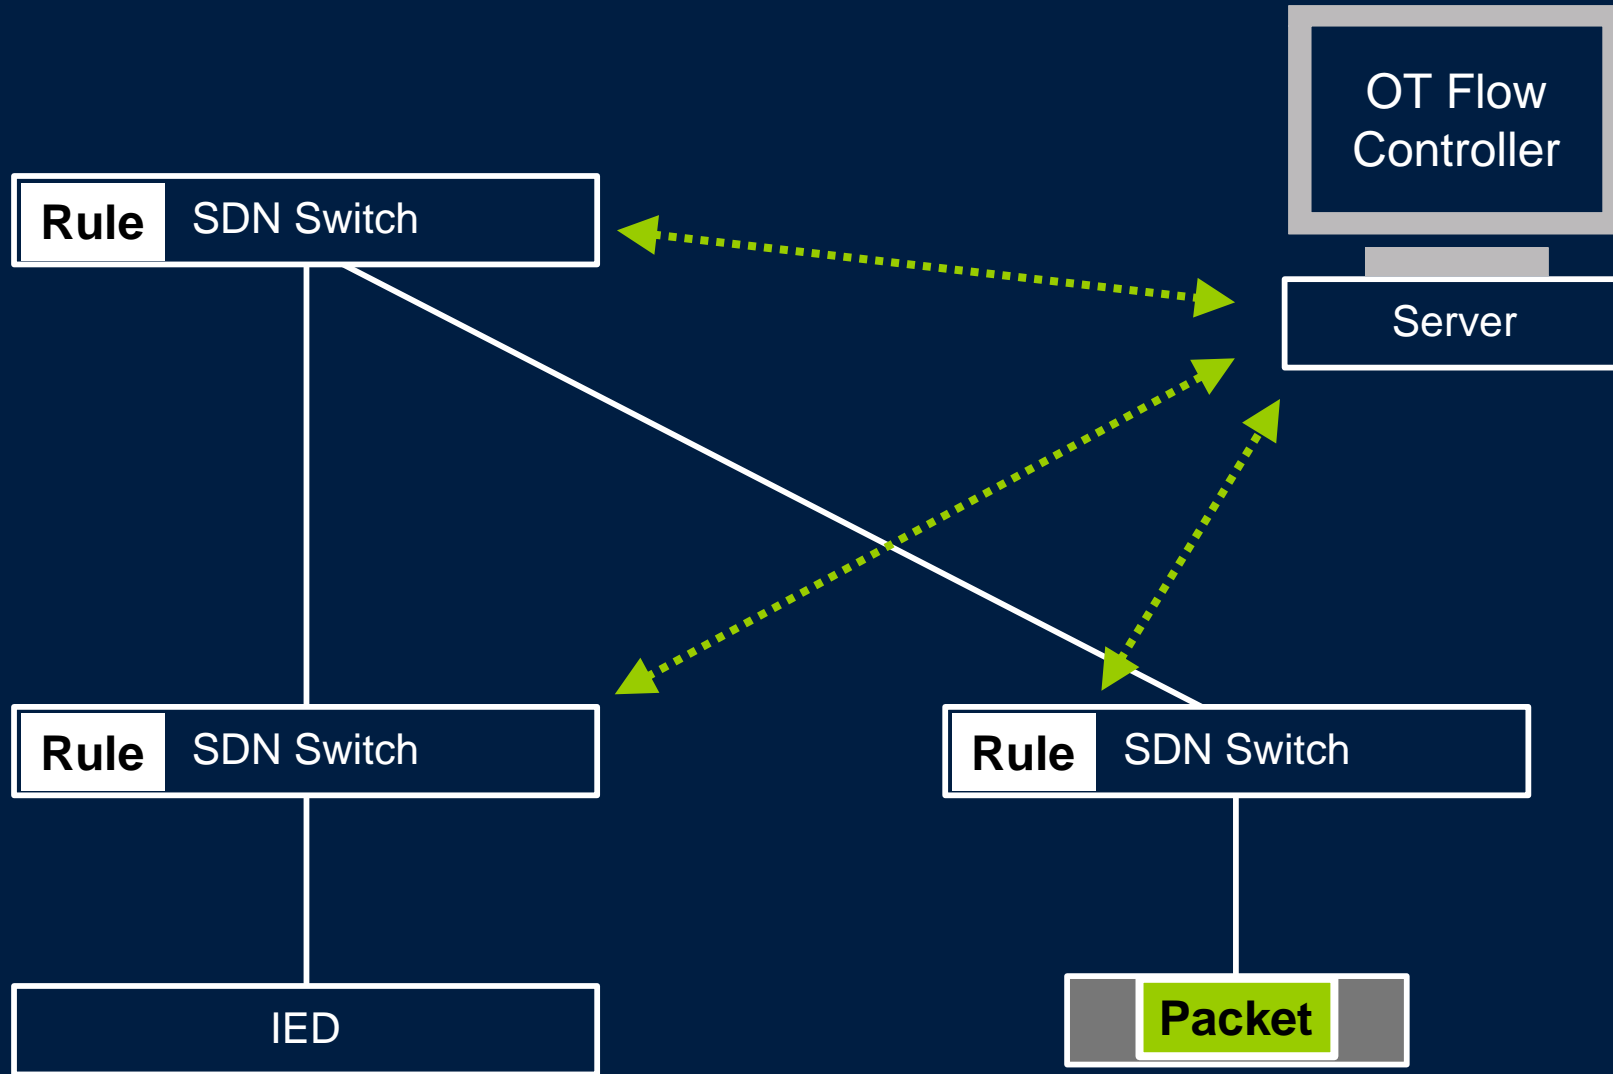 OT Flow
Controller
Rule SDN Switch
Server
Rule SDN Switch
Rule SDN Switch
IED
Packet